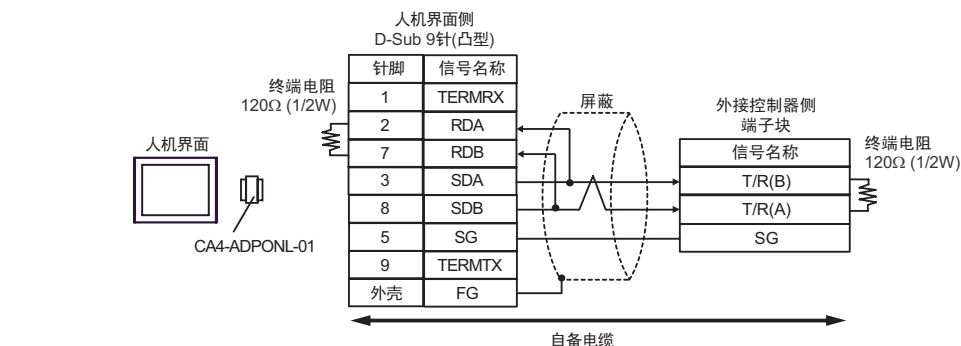 人机界面侧
D-Sub 9针(凸型)
针脚 信号名称
1 TERMRX
2 RDA
7 RDB
3 SDA
8 SDB
5 SG
9 TERMTX
外壳 FG
终端电阻
120Ω (1/2W)
人机界面
CA4-ADPONL-01
屏蔽
外接控制器侧
端子块
信号名称
T/R(B)
T/R(A)
SG
终端电阻
120Ω (1/2W)
自备电缆